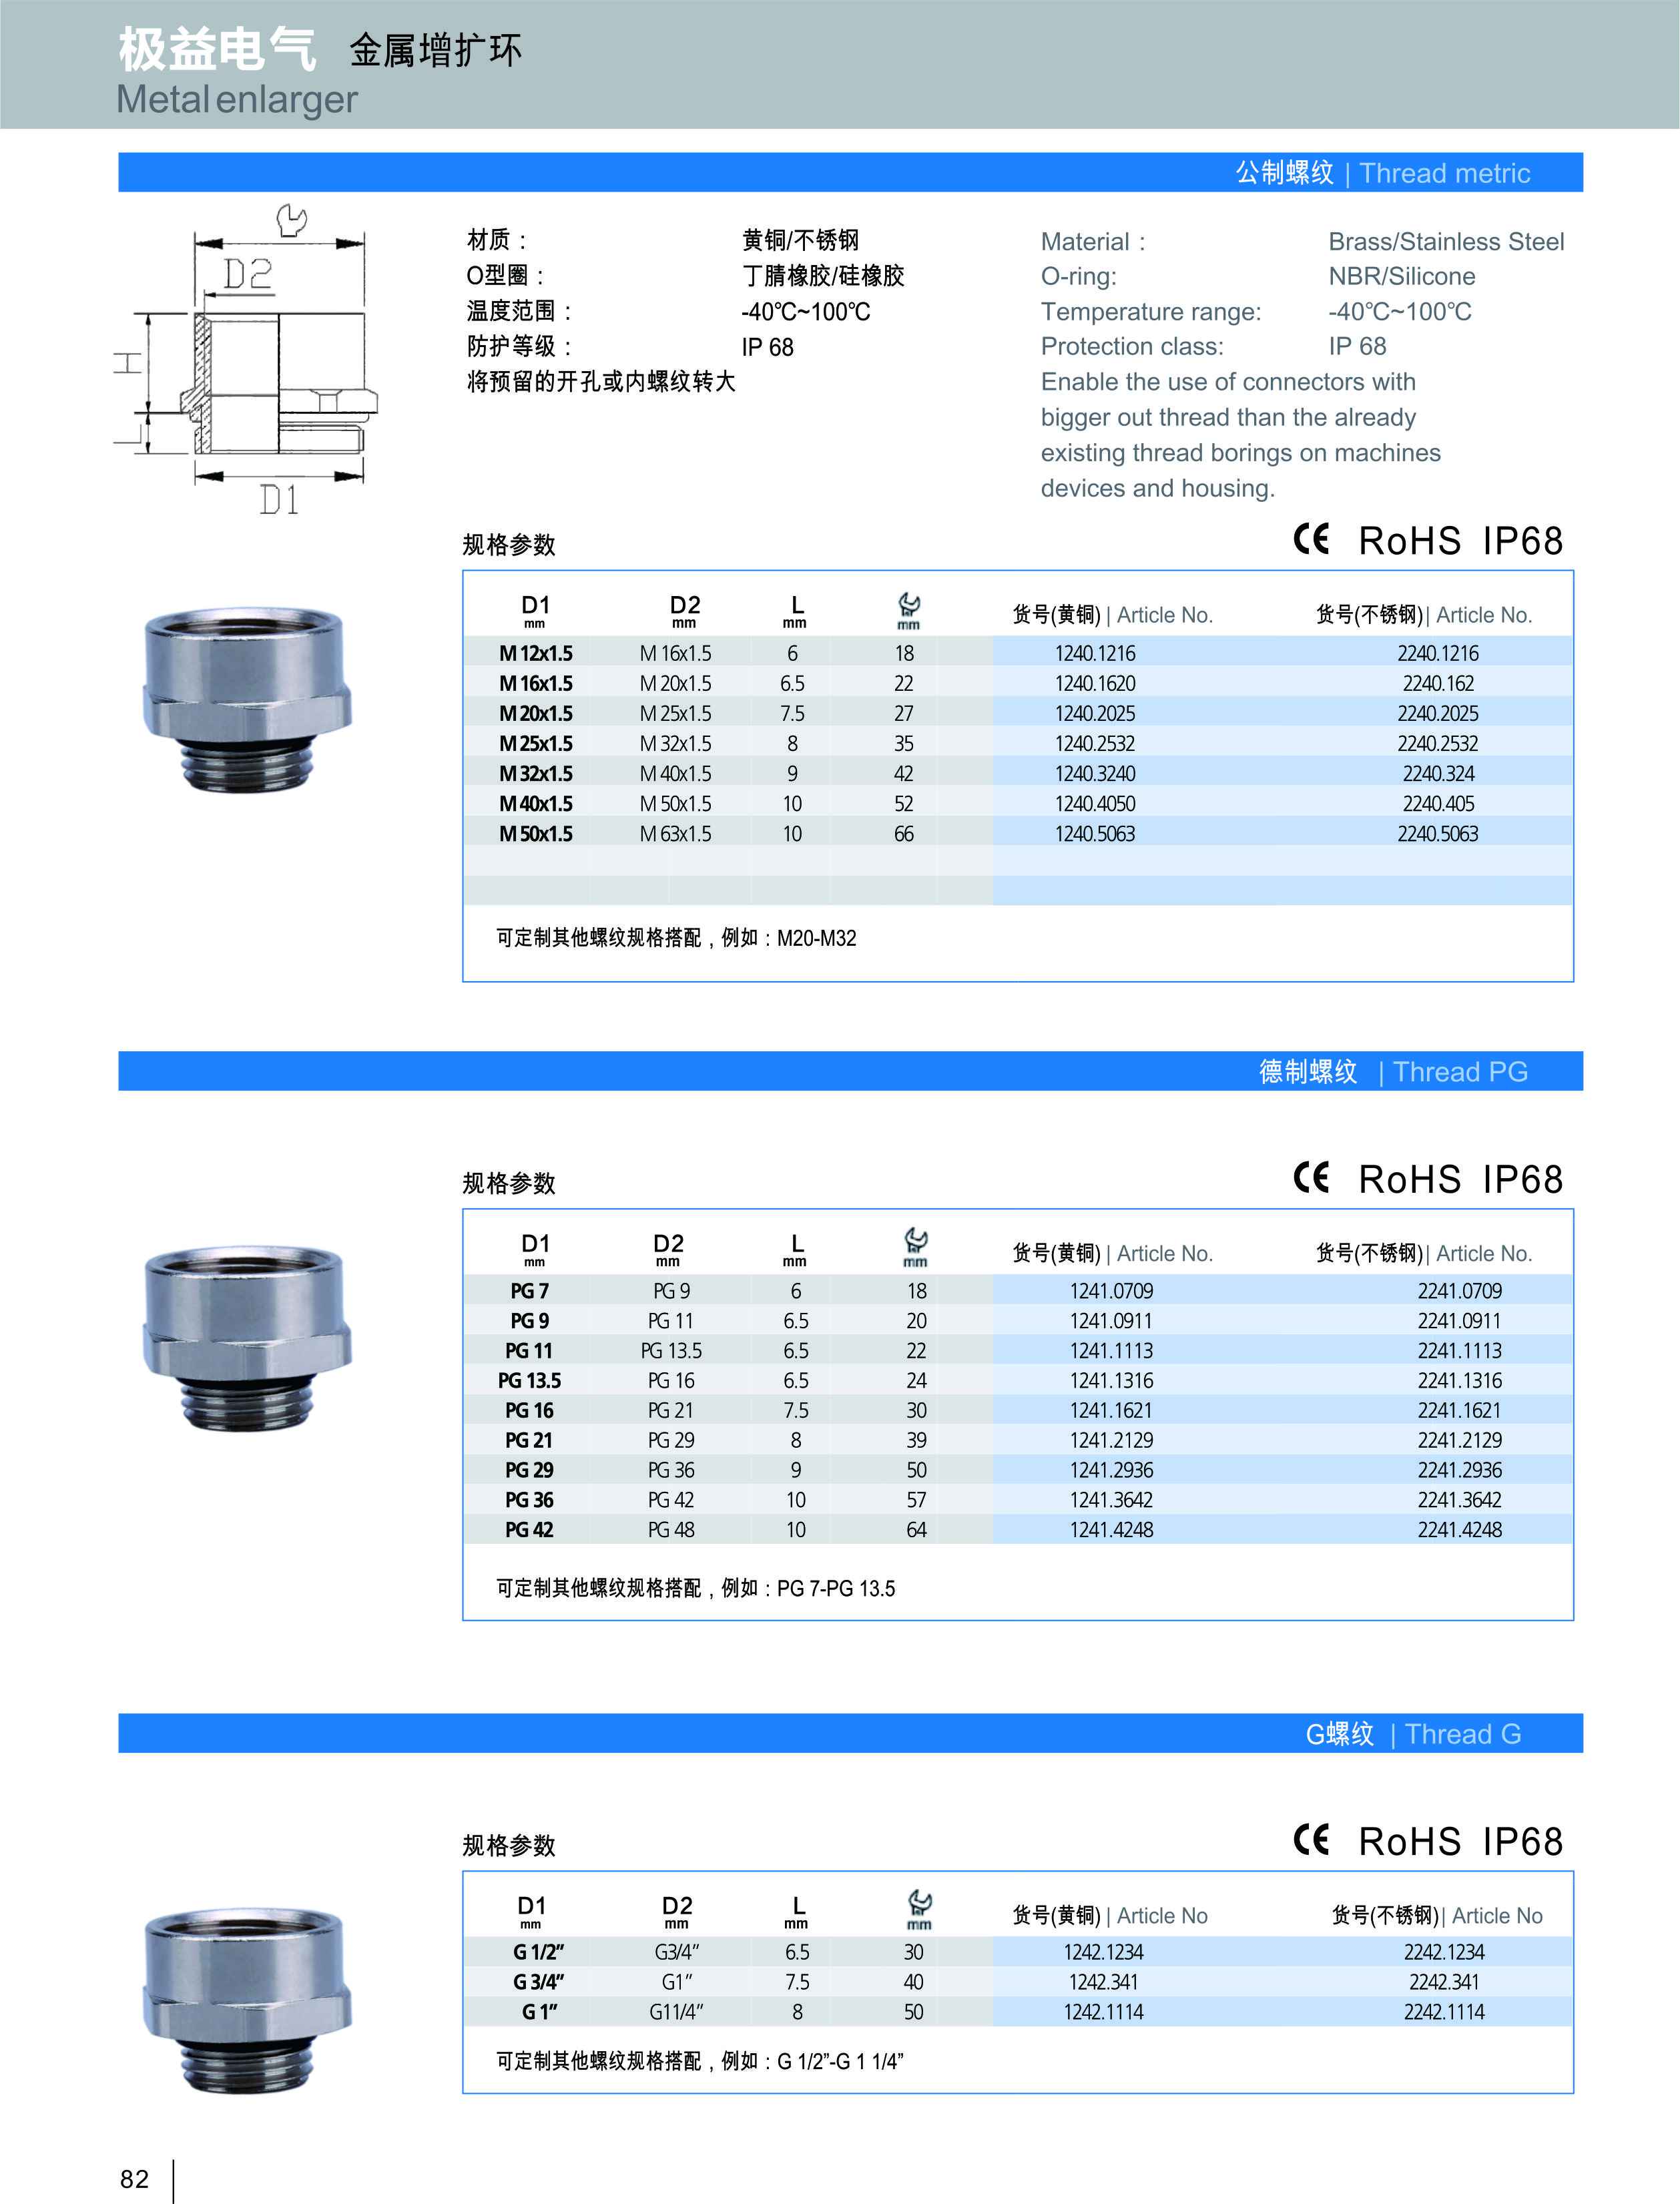 极益电气 金属增扩环
Metal enlarger
公制螺纹 | Thread metric
D2
H
L
D1
材质： 黄铜/不锈钢
O型圈： 丁腈橡胶/硅橡胶
温度范围： -40℃~100℃
防护等级： IP 68
将预留的开孔或内螺纹转大
Material： Brass/Stainless Steel
O-ring: NBR/Silicone
Temperature range: -40℃~100℃
Protection class: IP 68
Enable the use of connectors with
bigger out thread than the already
existing thread borings on machines
devices and housing.
规格参数 CE RoHS IP68
D1 D2 L 货号(黄铜) | Article No. 货号(不锈钢)| Article No.
mm mm mm mm
M 12x1.5 M 16x1.5 6 18 1240.1216 2240.1216
M 16x1.5 M 20x1.5 6.5 22 1240.1620 2240.162
M 20x1.5 M 25x1.5 7.5 27 1240.2025 2240.2025
M 25x1.5 M 32x1.5 8 35 1240.2532 2240.2532
M 32x1.5 M 40x1.5 9 42 1240.3240 2240.324
M 40x1.5 M 50x1.5 10 52 1240.4050 2240.405
M 50x1.5 M 63x1.5 10 66 1240.5063 2240.5063
可定制其他螺纹规格搭配，例如：M20-M32
德制螺纹 | Thread PG
规格参数 CE RoHS IP68
D1 D2 L 货号(黄铜) | Article No. 货号(不锈钢)| Article No.
mm mm mm mm
PG 7 PG 9 6 18 1241.0709 2241.0709
PG 9 PG 11 6.5 20 1241.0911 2241.0911
PG 11 PG 13.5 6.5 22 1241.1113 2241.1113
PG 13.5 PG 16 6.5 24 1241.1316 2241.1316
PG 16 PG 21 7.5 30 1241.1621 2241.1621
PG 21 PG 29 8 39 1241.2129 2241.2129
PG 29 PG 36 9 50 1241.2936 2241.2936
PG 36 PG 42 10 57 1241.3642 2241.3642
PG 42 PG 48 10 64 1241.4248 2241.4248
可定制其他螺纹规格搭配，例如：PG 7-PG 13.5
G螺纹 | Thread G
规格参数 CE RoHS IP68
D1 D2 L 货号(黄铜) | Article No 货号(不锈钢)| Article No
mm mm mm mm
G 1/2” G3/4” 6.5 30 1242.1234 2242.1234
G 3/4” G1” 7.5 40 1242.341 2242.341
G 1” G11/4” 8 50 1242.1114 2242.1114
可定制其他螺纹规格搭配，例如：G 1/2”-G 1 1/4”
82